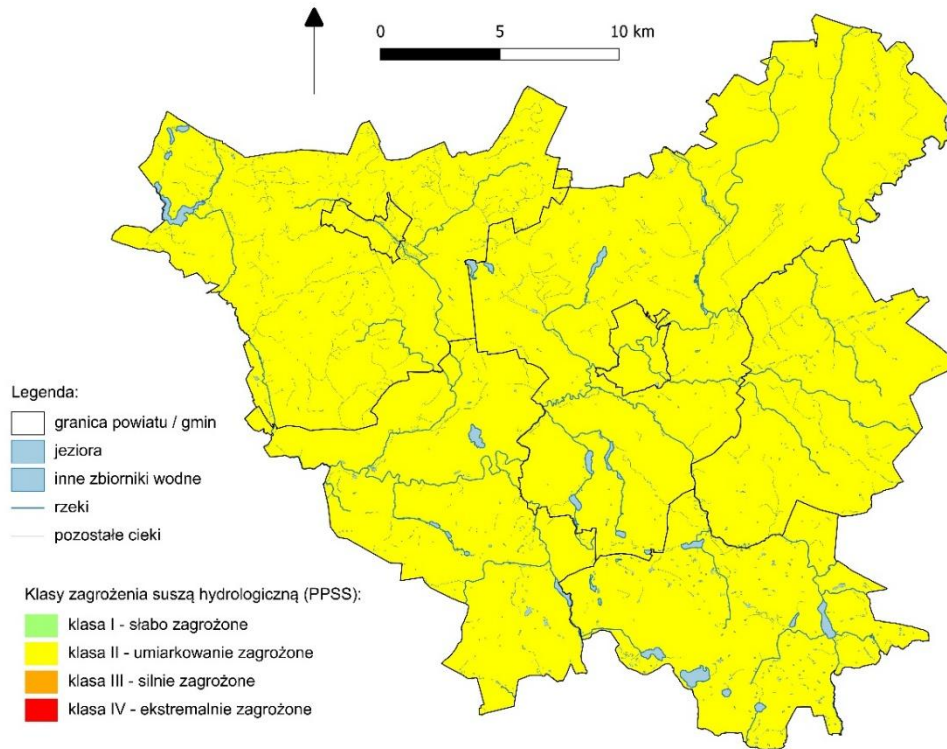 0 5 10 km
Legenda:
granica powiatu / gmin
jeziora
inne zbiorniki wodne
rzeki
pozostałe cieki
Klasy zagrożenia suszą hydrologiczną (PPSS):
klasa I - słabo zagrożone
klasa II - umiarkowanie zagrożone
klasa III - silnie zagrożone
klasa IV - ekstremalnie zagrożone